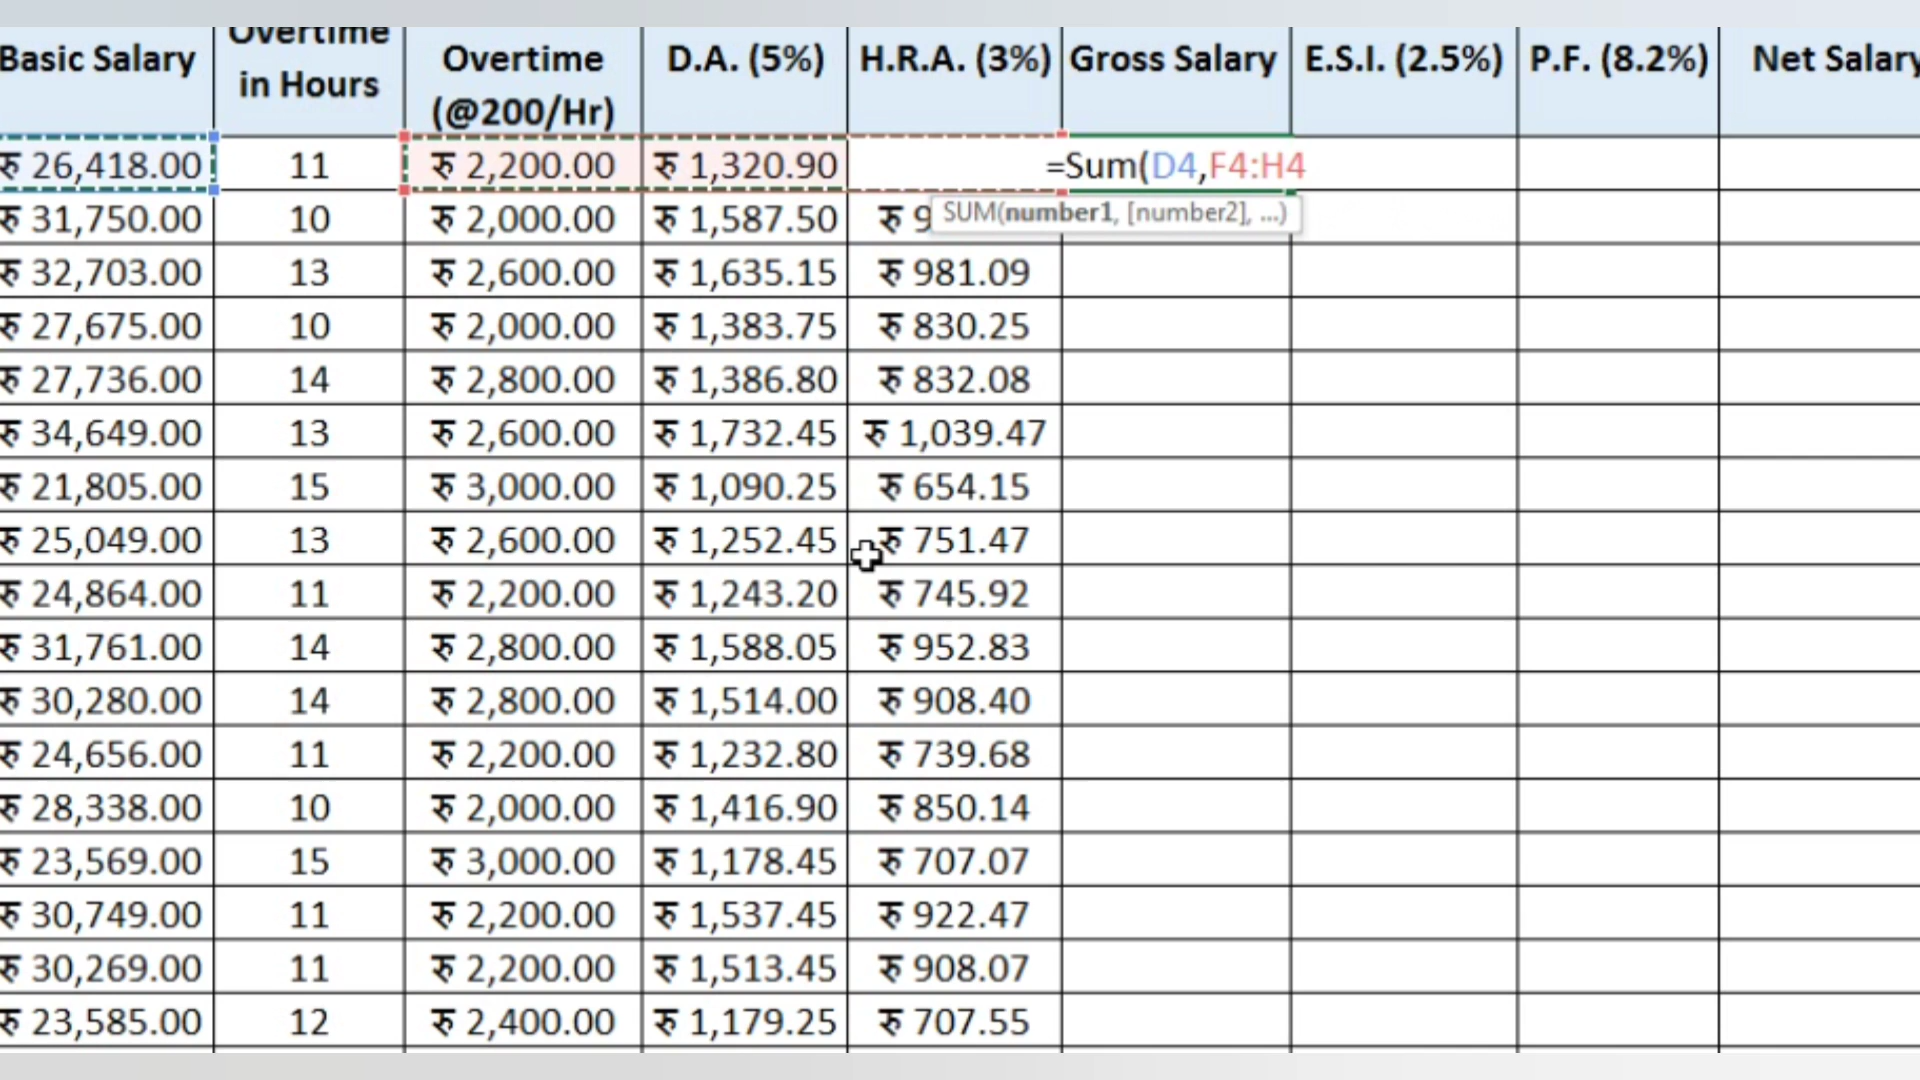 Basic Salary Overtime in Hours Overtime (@200/Hr) D.A. (5%) H.R.A. (3%) Gross Salary E.S.I. (2.5%) P.F. (8.2%) Net Salary
रु 26,418.00 11 रु 2,200.00 रु 1,320.90 =Sum(D4,F4:H4
SUM(number1, [number2], ...)
रु 31,750.00 10 रु 2,000.00 रु 1,587.50 रु 9
रु 32,703.00 13 रु 2,600.00 रु 1,635.15 रु 981.09
रु 27,675.00 10 रु 2,000.00 रु 1,383.75 रु 830.25
रु 27,736.00 14 रु 2,800.00 रु 1,386.80 रु 832.08
रु 34,649.00 13 रु 2,600.00 रु 1,732.45 रु 1,039.47
रु 21,805.00 15 रु 3,000.00 रु 1,090.25 रु 654.15
रु 25,049.00 13 रु 2,600.00 रु 1,252.45 रु 751.47
रु 24,864.00 11 रु 2,200.00 रु 1,243.20 रु 745.92
रु 31,761.00 14 रु 2,800.00 रु 1,588.05 रु 952.83
रु 30,280.00 14 रु 2,800.00 रु 1,514.00 रु 908.40
रु 24,656.00 11 रु 2,200.00 रु 1,232.80 रु 739.68
रु 28,338.00 10 रु 2,000.00 रु 1,416.90 रु 850.14
रु 23,569.00 15 रु 3,000.00 रु 1,178.45 रु 707.07
रु 30,749.00 11 रु 2,200.00 रु 1,537.45 रु 922.47
रु 30,269.00 11 रु 2,200.00 रु 1,513.45 रु 908.07
रु 23,585.00 12 रु 2,400.00 रु 1,179.25 रु 707.55